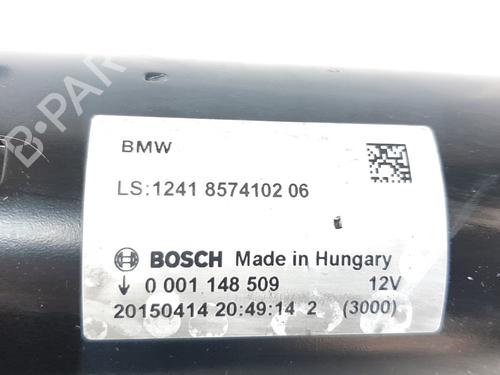 BMW
LS:1241 8574102 06
BOSCH Made in Hungary
↓ 0 001 148 509 12V
20150414 20:49:14 2 (3000)
B-PARTS